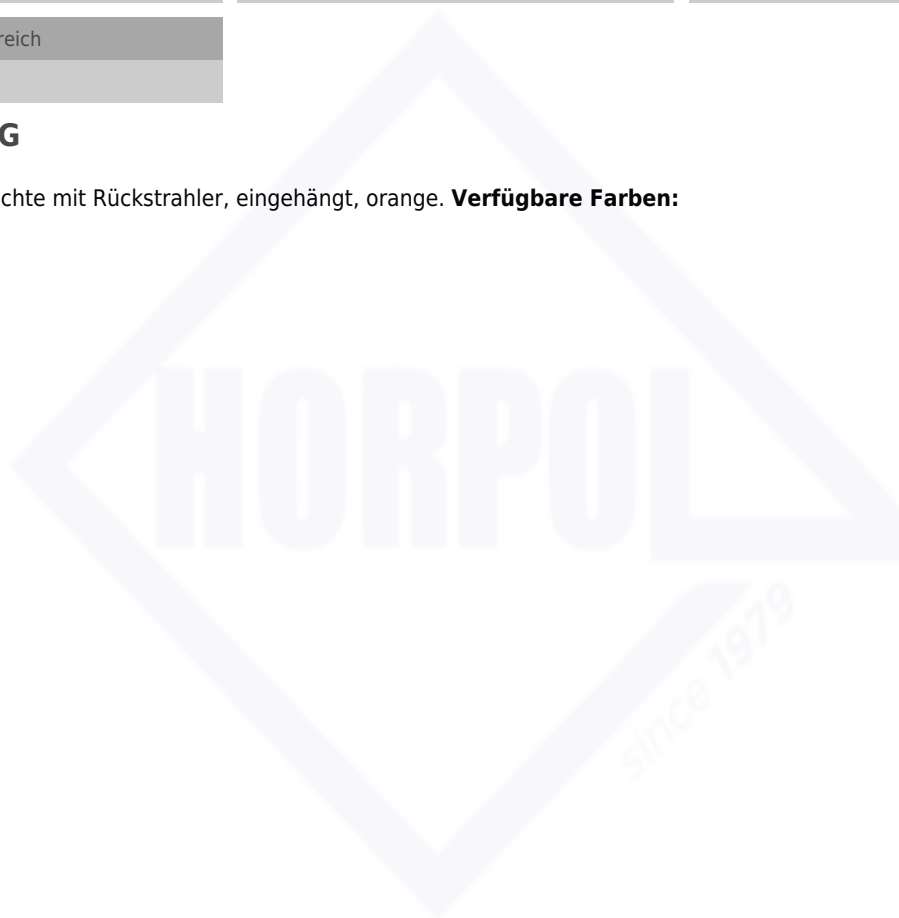 reich
G
chte mit Rückstrahler, eingehängt, orange. Verfügbare Farben:
HORPOL
since 1979